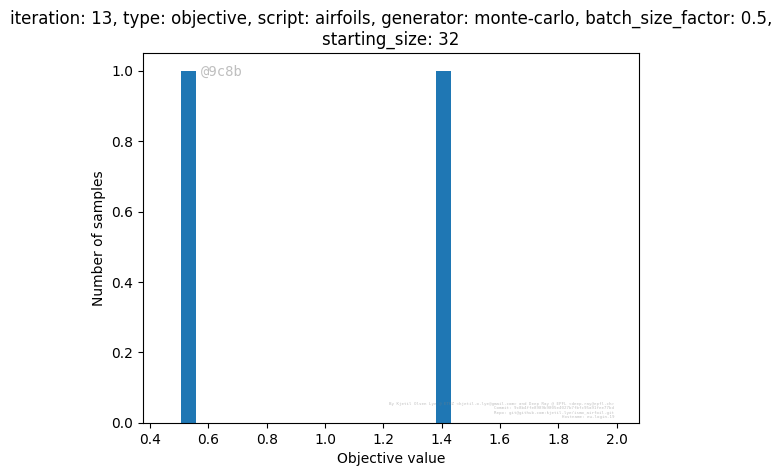 iteration: 13, type: objective, script: airfoils, generator: monte-carlo, batch_size_factor: 0.5,
starting_size: 32
1.0
@9c8b
0.8
0.6
0.4
0.2
0.0
Number of samples
0.4 0.6 0.8 1.0 1.2 1.4 1.6 1.8 2.0
Objective value